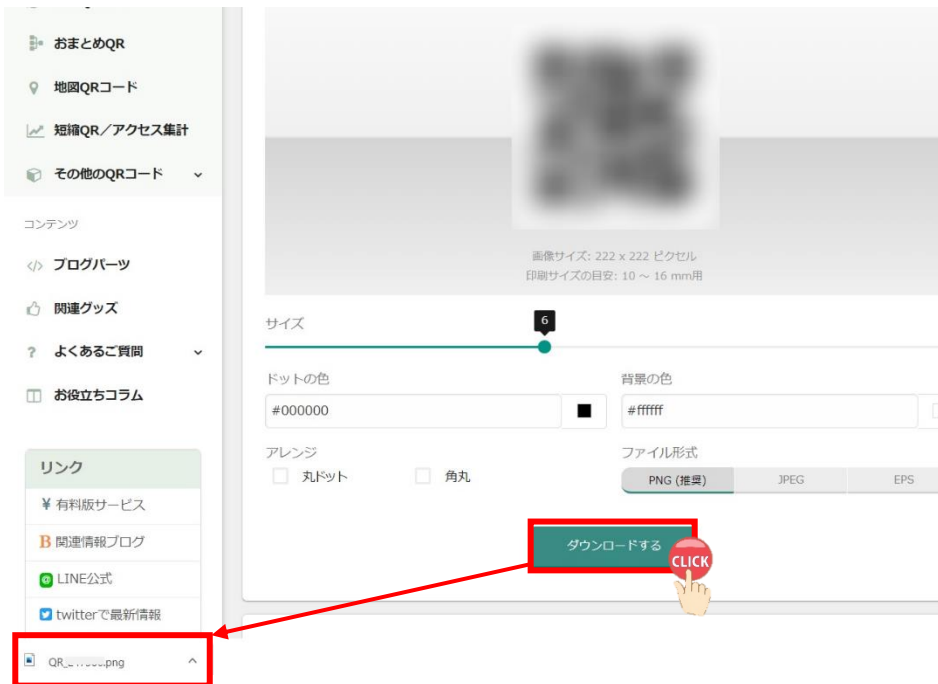 おまとめQR
地図QRコード
短縮QR／アクセス集計
その他のQRコード
コンテンツ
</> ブログパーツ
関連グッズ
? よくあるご質問
お役立ちコラム
リンク
¥ 有料版サービス
B 関連情報ブログ
LINE公式
twitterで最新情報
画像サイズ: 222 x 222 ピクセル
印刷サイズの目安: 10 ～ 16 mm用
サイズ
6
ドットの色
#000000
背景の色
#ffffff
アレンジ
丸ドット
角丸
ファイル形式
PNG (推奨)
JPEG
EPS
ダウンロードする
CLICK